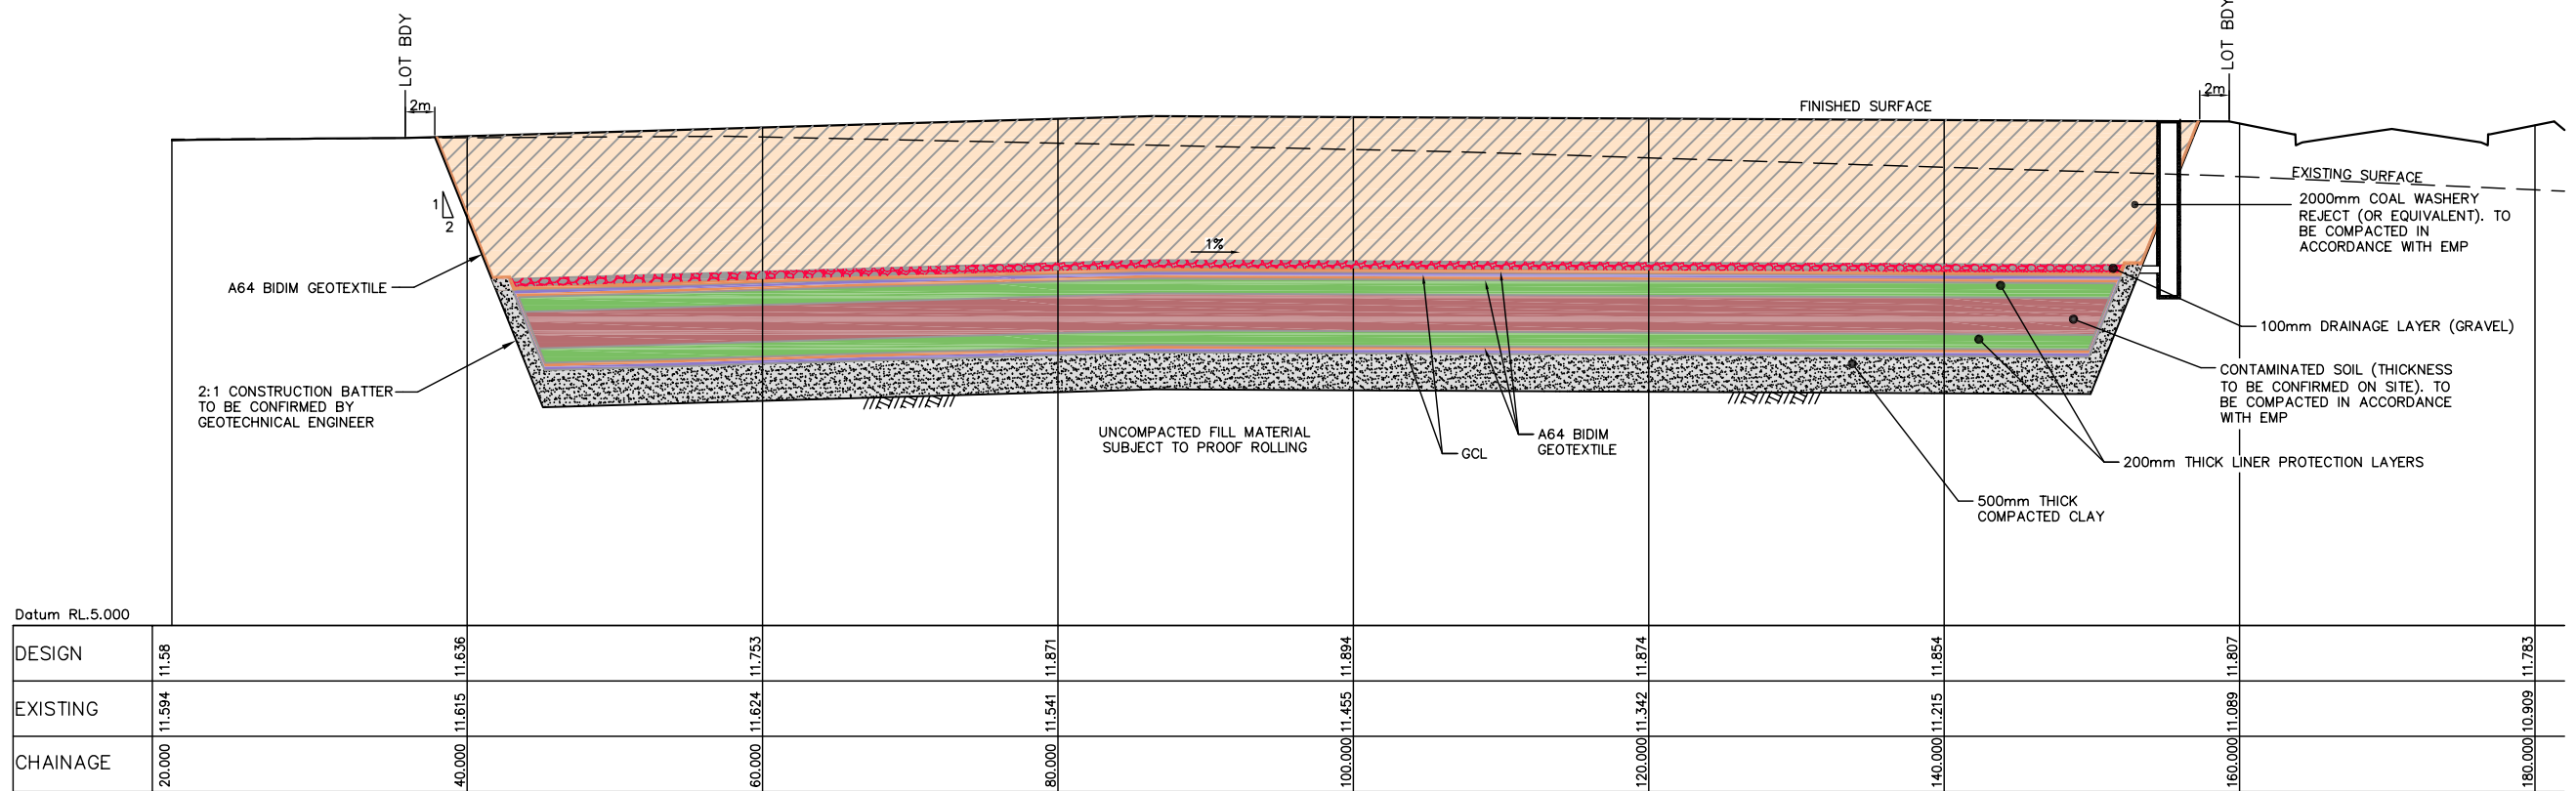 LOT BDY
LOT BDY
2m
2m
FINISHED SURFACE
EXISTING SURFACE
2000mm COAL WASHERY
REJECT (OR EQUIVALENT). TO
BE COMPACTED IN
ACCORDANCE WITH EMP
1
2
1%
A64 BIDIM GEOTEXTILE
100mm DRAINAGE LAYER (GRAVEL)
2:1 CONSTRUCTION BATTER
TO BE CONFIRMED BY
GEOTECHNICAL ENGINEER
CONTAMINATED SOIL (THICKNESS
TO BE CONFIRMED ON SITE). TO
BE COMPACTED IN ACCORDANCE
WITH EMP
UNCOMPACTED FILL MATERIAL
SUBJECT TO PROOF ROLLING
GCL
A64 BIDIM
GEOTEXTILE
200mm THICK LINER PROTECTION LAYERS
500mm THICK
COMPACTED CLAY
Datum RL.5.000
DESIGN 11.58 11.636 11.753 11.871 11.894 11.874 11.854 11.807 11.783
EXISTING 11.594 11.615 11.624 11.541 11.455 11.342 11.215 11.089 10.909
CHAINAGE 20.000 40.000 60.000 80.000 100.000 120.000 140.000 160.000 180.000